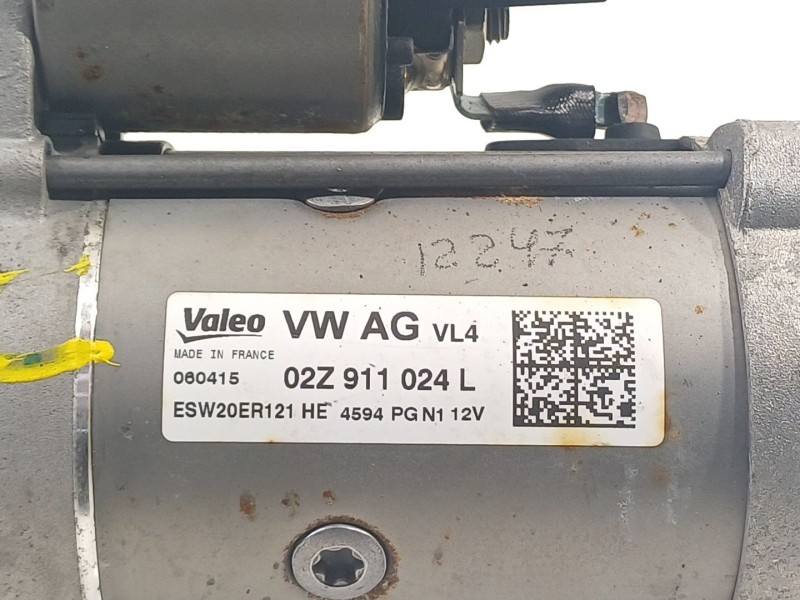 12247
Valeo VW AG VL4
MADE IN FRANCE
060415 02Z 911 024 L
ESW20ER121 HE 4594 PG N1 12V